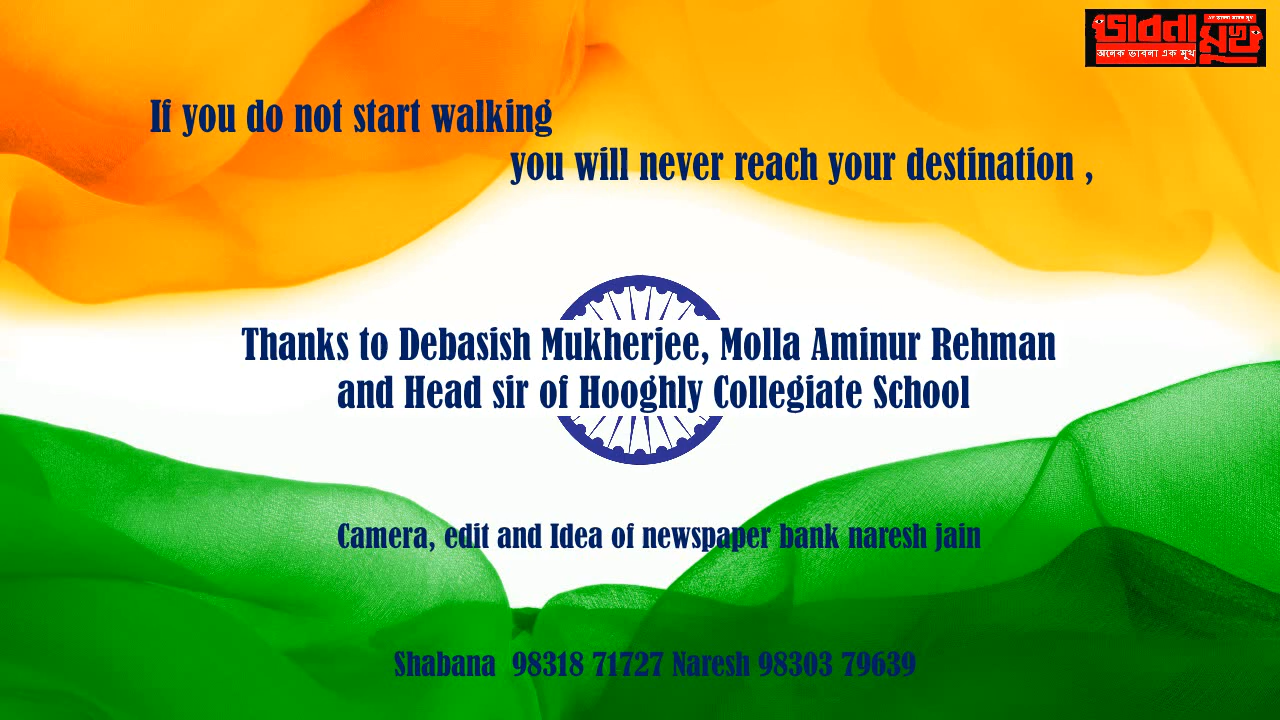 ভাবনা
মুখ
অনেক ভাবনা এক মুখ
If you do not start walking
you will never reach your destination ,
Thanks to Debasish Mukherjee, Molla Aminur Rehman
and Head sir of Hooghly Collegiate School
Camera, edit and Idea of newspaper bank naresh jain
Shabana 98318 71727 Naresh 98303 79639